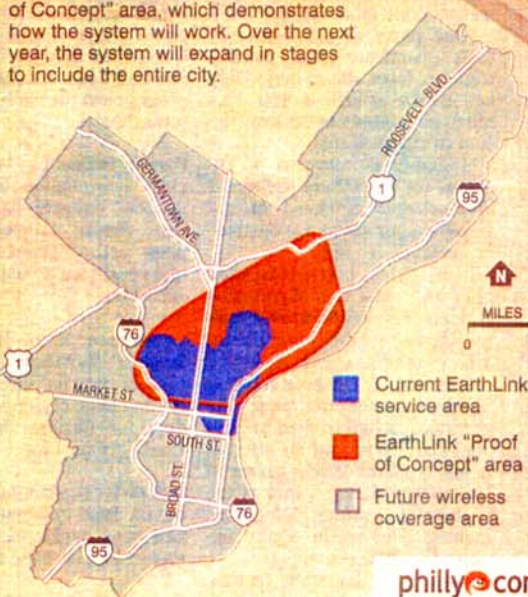 of Concept" area, which demonstrates
how the system will work. Over the next
year, the system will expand in stages
to include the entire city.
ROOSEVELT BLVD.
GERMANTOWN AVE.
1
95
N
MILES
0
76
1
MARKET ST.
SOUTH ST.
BROAD ST.
76
95
Current EarthLink
service area
EarthLink "Proof
of Concept" area
Future wireless
coverage area
philly com